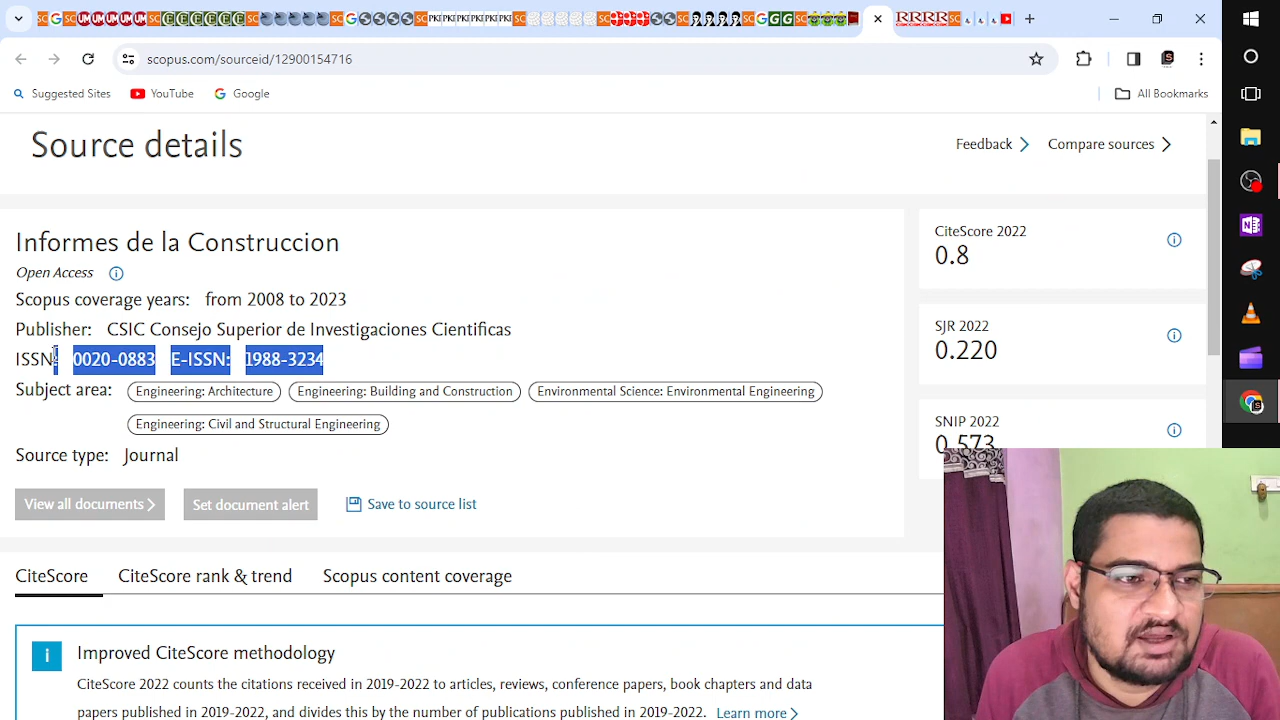 scopus.com/sourceid/12900154716
Suggested Sites YouTube Google All Bookmarks
Source details
Feedback Compare sources
Informes de la Construccion
Open Access
Scopus coverage years: from 2008 to 2023
Publisher: CSIC Consejo Superior de Investigaciones Cientificas
ISSN: 0020-0883 E-ISSN: 1988-3234
Subject area: Engineering: Architecture Engineering: Building and Construction Environmental Science: Environmental Engineering
Engineering: Civil and Structural Engineering
Source type: Journal
View all documents Set document alert Save to source list
CiteScore 2022
0.8
SJR 2022
0.220
SNIP 2022
0.573
CiteScore CiteScore rank & trend Scopus content coverage
Improved CiteScore methodology
CiteScore 2022 counts the citations received in 2019-2022 to articles, reviews, conference papers, book chapters and data
papers published in 2019-2022, and divides this by the number of publications published in 2019-2022. Learn more